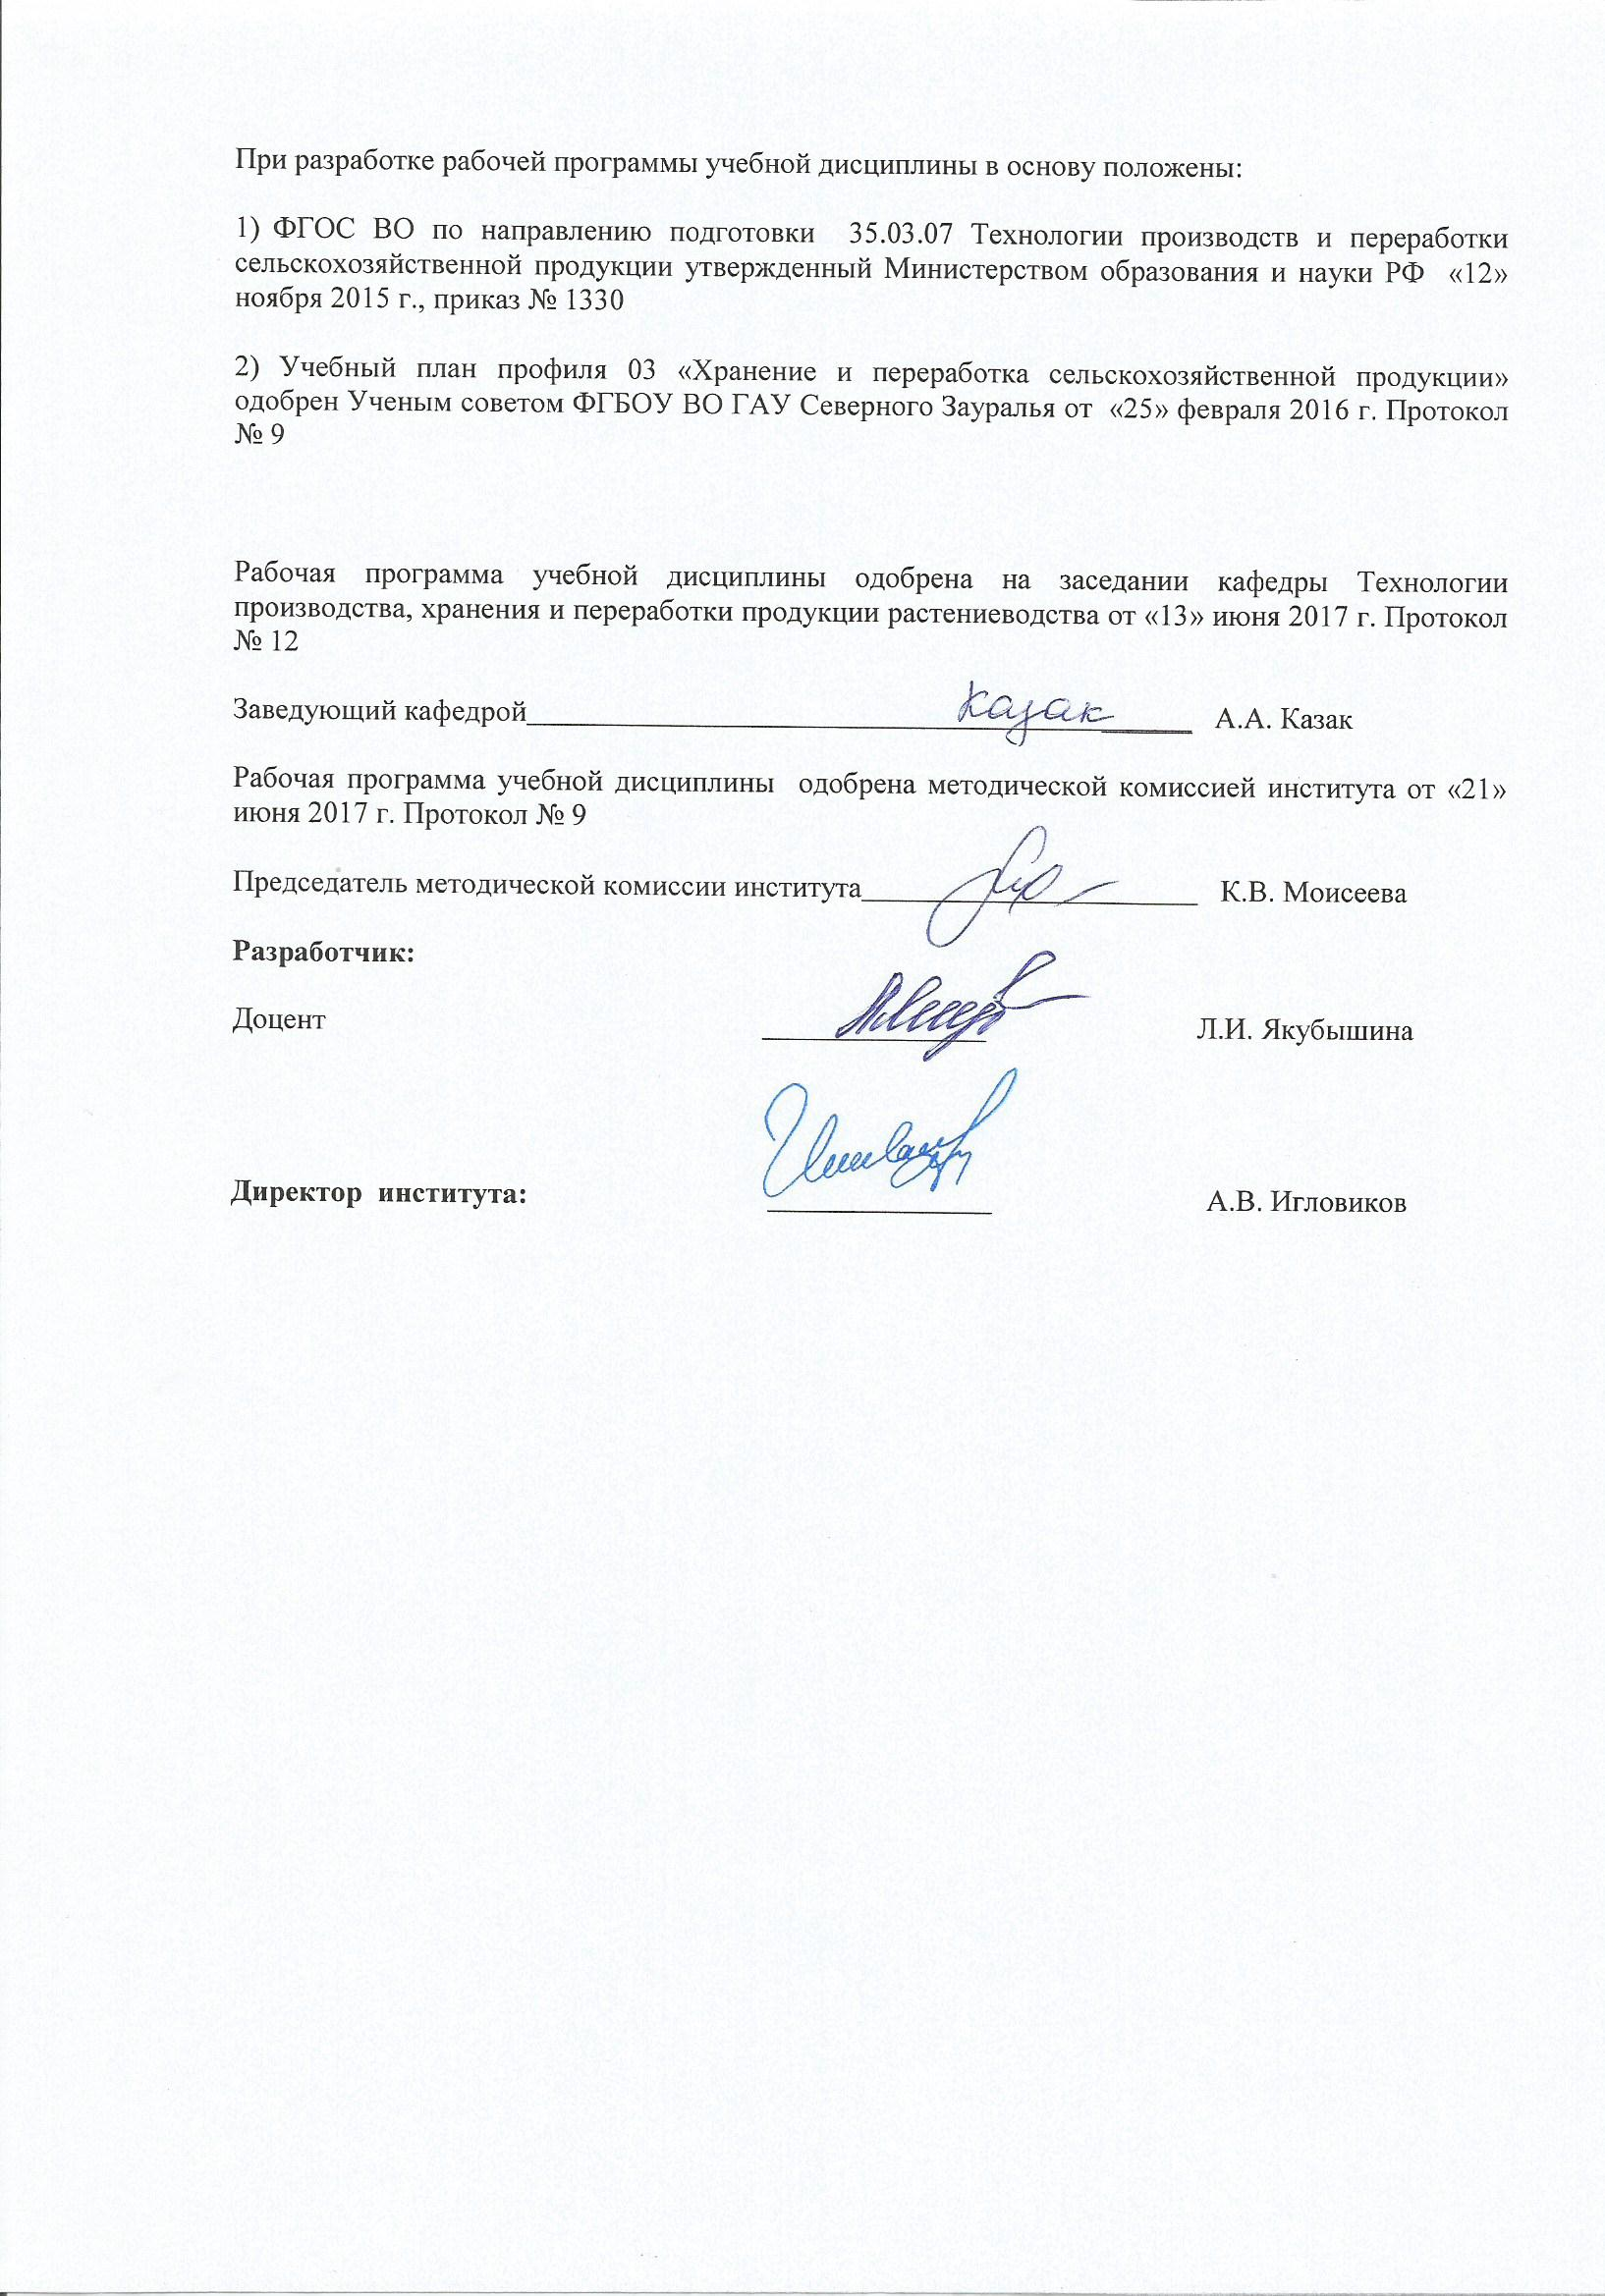 При разработке рабочей программы учебной дисциплины в основу положены:
1) ФГОС ВО по направлению подготовки 35.03.07 Технологии производств и переработки
сельскохозяйственной продукции утвержденный Министерством образования и науки РФ «12»
ноября 2015 г., приказ № 1330
2) Учебный план профиля 03 «Хранение и переработка сельскохозяйственной продукции»
одобрен Ученым советом ФГБОУ ВО ГАУ Северного Зауралья от «25» февраля 2016 г. Протокол
№ 9
Рабочая программа учебной дисциплины одобрена на заседании кафедры Технологии
производства, хранения и переработки продукции растениеводства от «13» июня 2017 г. Протокол
№ 12
Заведующий кафедрой Казак А.А. Казак
Рабочая программа учебной дисциплины одобрена методической комиссией института от «21»
июня 2017 г. Протокол № 9
Председатель методической комиссии института К.В. Моисеева
Разработчик:
Доцент Л.И. Якубышина
Директор института: А.В. Игловиков